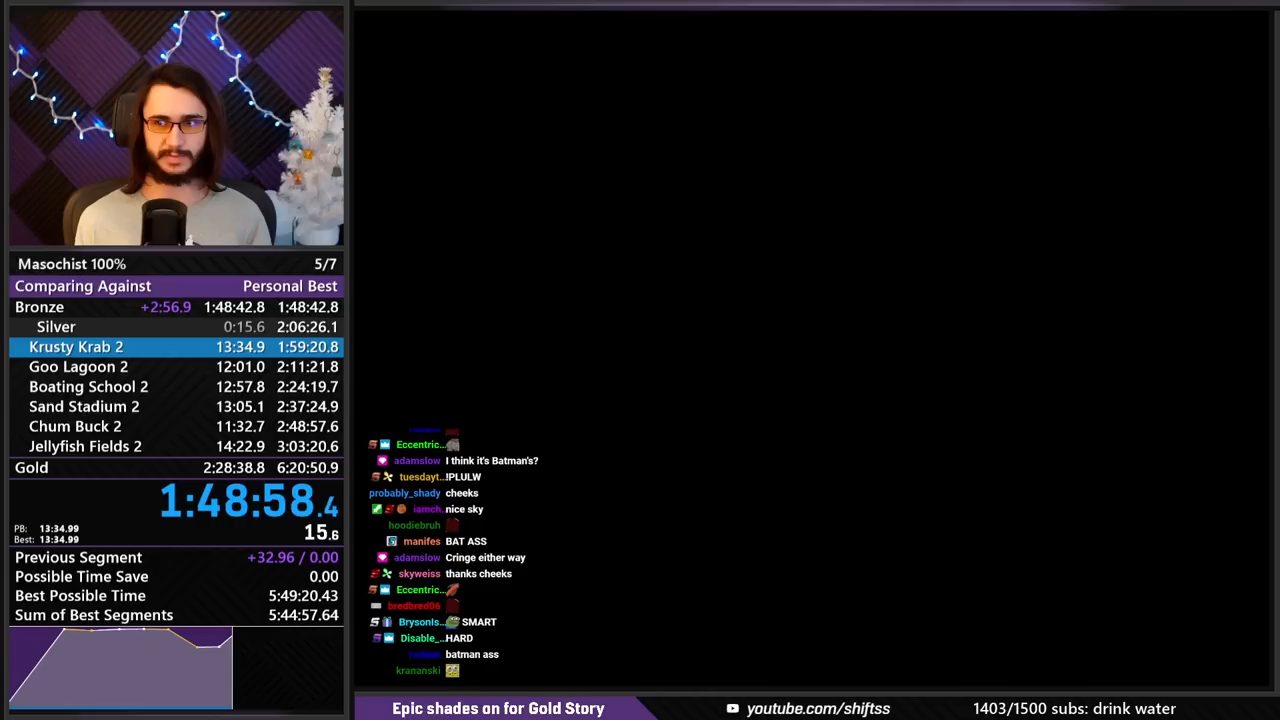 Masochist 100% 5/7
Comparing Against Personal Best
Bronze +2:56.9 1:48:42.8 1:48:42.8
Silver 0:15.6 2:06:26.1
Krusty Krab 2 13:34.9 1:59:20.8
Goo Lagoon 2 12:01.0 2:11:21.8
Boating School 2 12:57.8 2:24:19.7
Sand Stadium 2 13:05.1 2:37:24.9
Chum Buck 2 11:32.7 2:48:57.6
Jellyfish Fields 2 14:22.9 3:03:20.6
Gold 2:28:38.8 6:20:50.9
1:48:58.4
PB: 13:34.99
Best: 13:34.99
15.6
Previous Segment +32.96 / 0.00
Possible Time Save 0.00
Best Possible Time 5:49:20.43
Sum of Best Segments 5:44:57.64
Eccentric...
adamslow I think it's Batman's?
tuesdayt... !PLULW
probably_shady cheeks
iamch... nice sky
hoodiebruh
manifes BAT ASS
adamslow Cringe either way
skyweiss thanks cheeks
Eccentric...
bredbred06
BrysonIs... SMART
Disable_... HARD
batman ass
krananski
Epic shades on for Gold Story
youtube.com/shiftss
1403/1500 subs: drink water